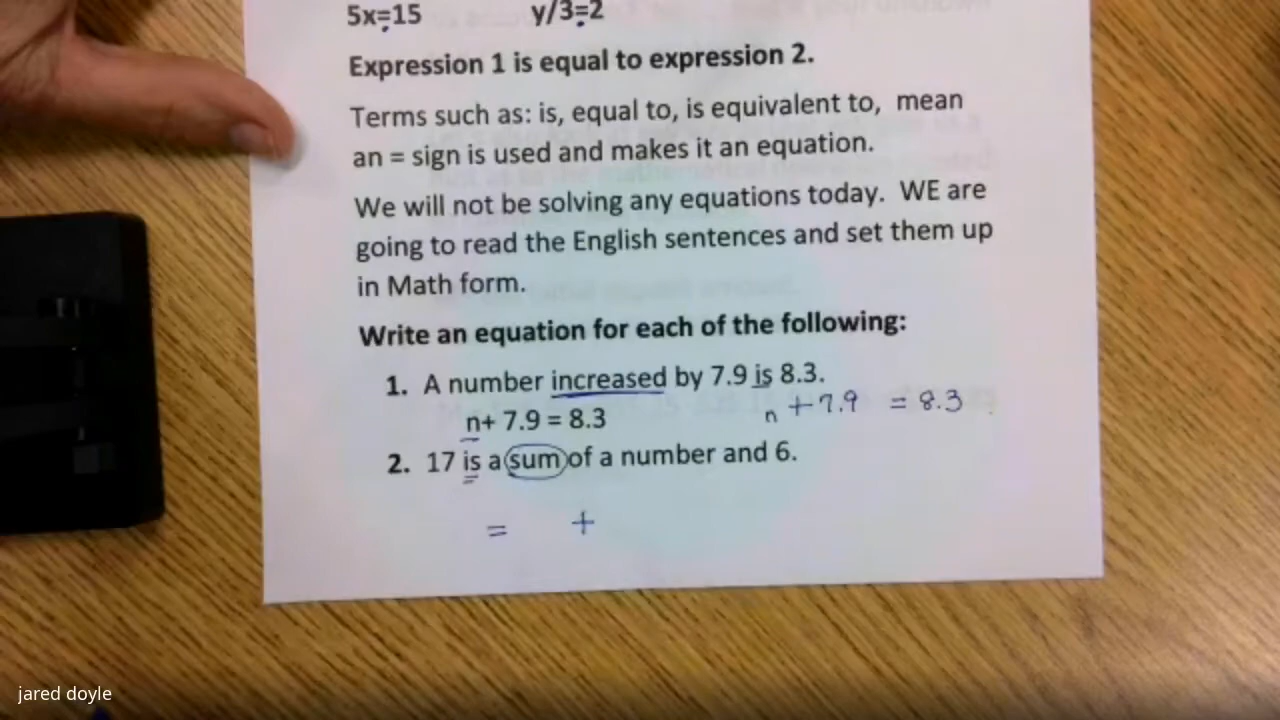 5x=15 y/3=2
Expression 1 is equal to expression 2.
Terms such as: is, equal to, is equivalent to, mean
an = sign is used and makes it an equation.
We will not be solving any equations today. WE are
going to read the English sentences and set them up
in Math form.
Write an equation for each of the following:
1. A number increased by 7.9 is 8.3.
n+ 7.9 = 8.3 n + 7.9 = 8.3
2. 17 is a sum of a number and 6.
= +
jared doyle